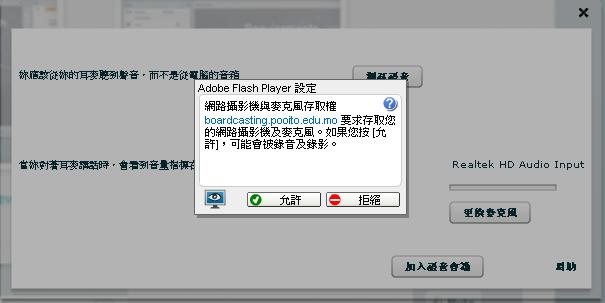 你應該從你的耳麥聽到聲音，而不是從電腦的音箱
測試語音
Adobe Flash Player 設定
網路攝影機與麥克風存取權
boardcasting.pooito.edu.mo 要求存取您
的網路攝影機及麥克風。如果您按 [允
許]，可能會被錄音及錄影。
允許
拒絕
當你對著耳麥講話時，會看到音量指標在
Realtek HD Audio Input
更換麥克風
加入語音會議